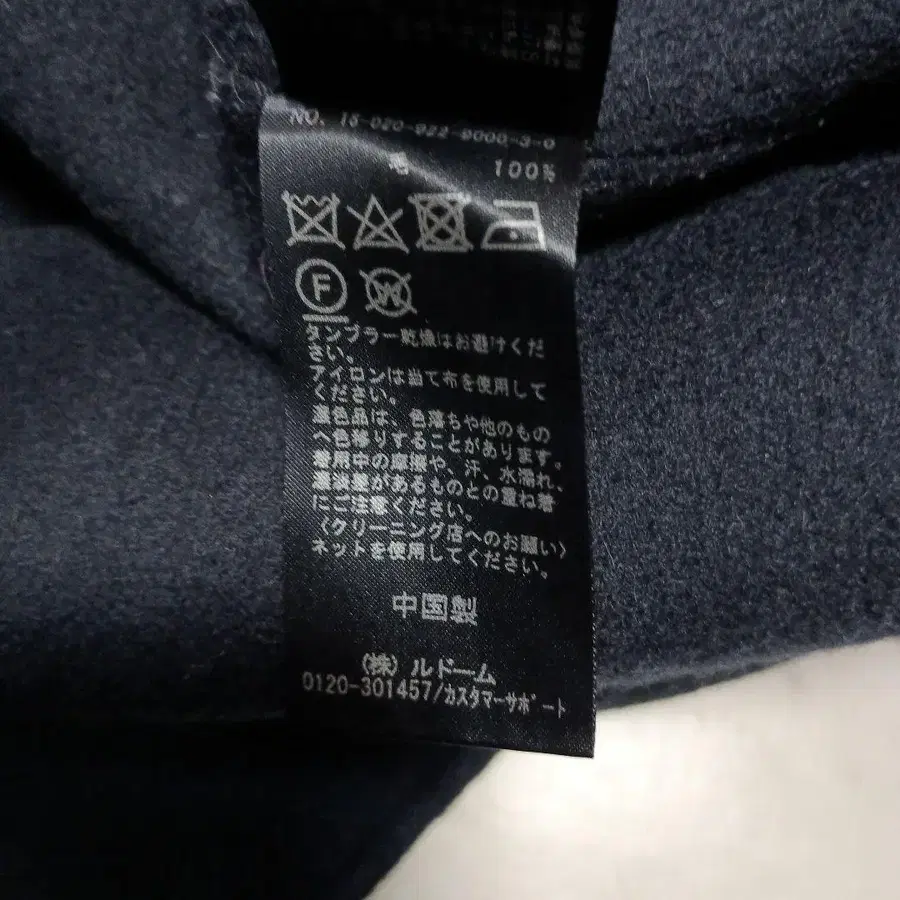 NO. 15-020-922-9000-3-0
毛 100%
F
W
タンブラー乾燥はお避けくだ
さい。
アイロンは当て布を使用して
ください。
濃色品は、色落ちや他のもの
へ色移りすることがあります。
着用中の摩擦や、汗、水濡れ、
濃淡差があるものとの重ね着
にご注意ください。
〈クリーニング店へのお願い〉
ネットを使用してください。
中国製
(株)ルドーム
0120-301457/カスタマーサポート